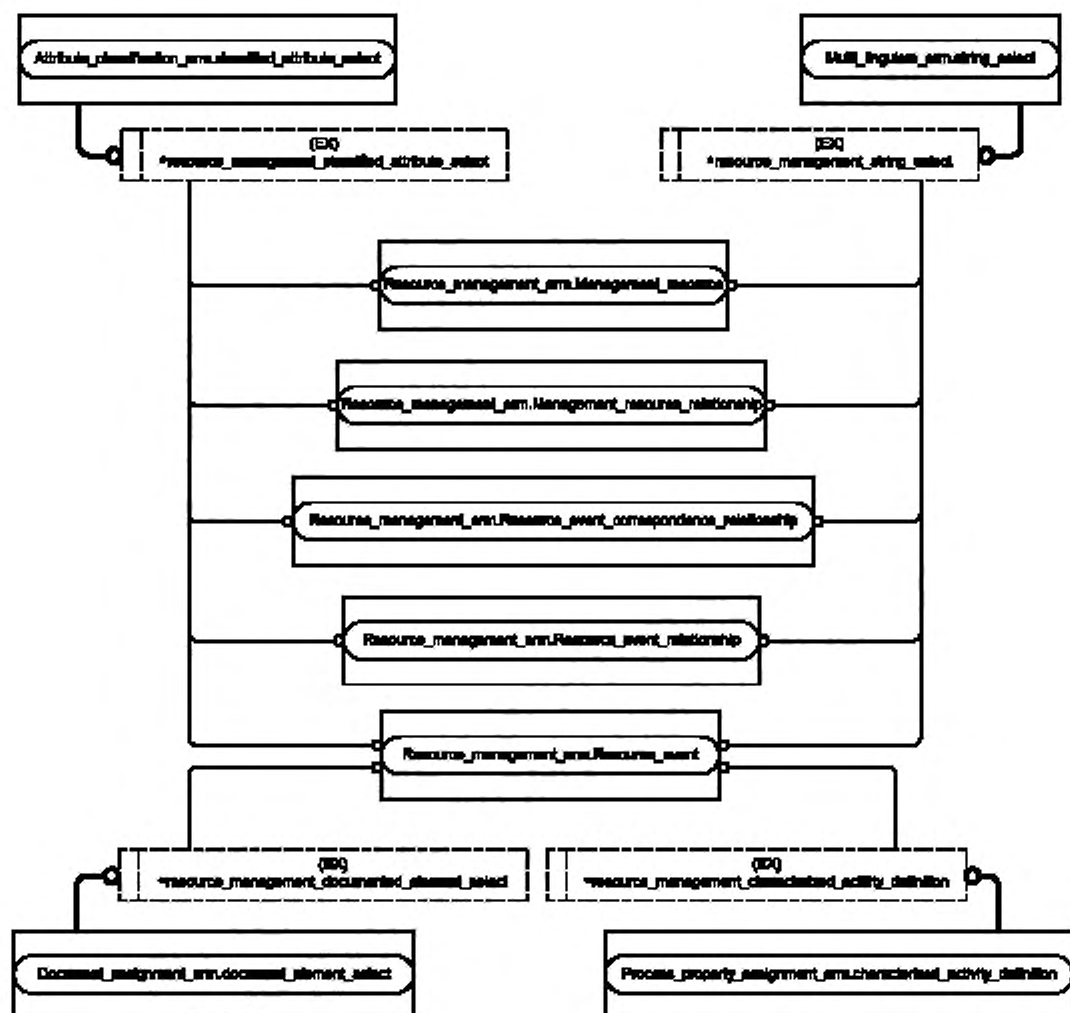 Attribute_classification_arm.classified_attribute_select
Multi_linguism_arm.string_select
(EX)
*resource_management_classified_attribute_select
(EX)
*resource_management_string_select
Resource_management_arm.Management_resource
Resource_management_arm.Management_resource_relationship
Resource_management_arm.Resource_event_correspondence_relationship
Resource_management_arm.Resource_event_relationship
Resource_management_arm.Resource_event
(EX)
*resource_management_documented_element_select
(EX)
*resource_management_characterized_activity_definition
Document_assignment_arm.documented_element_select
Process_property_assignment_arm.characterized_activity_definition